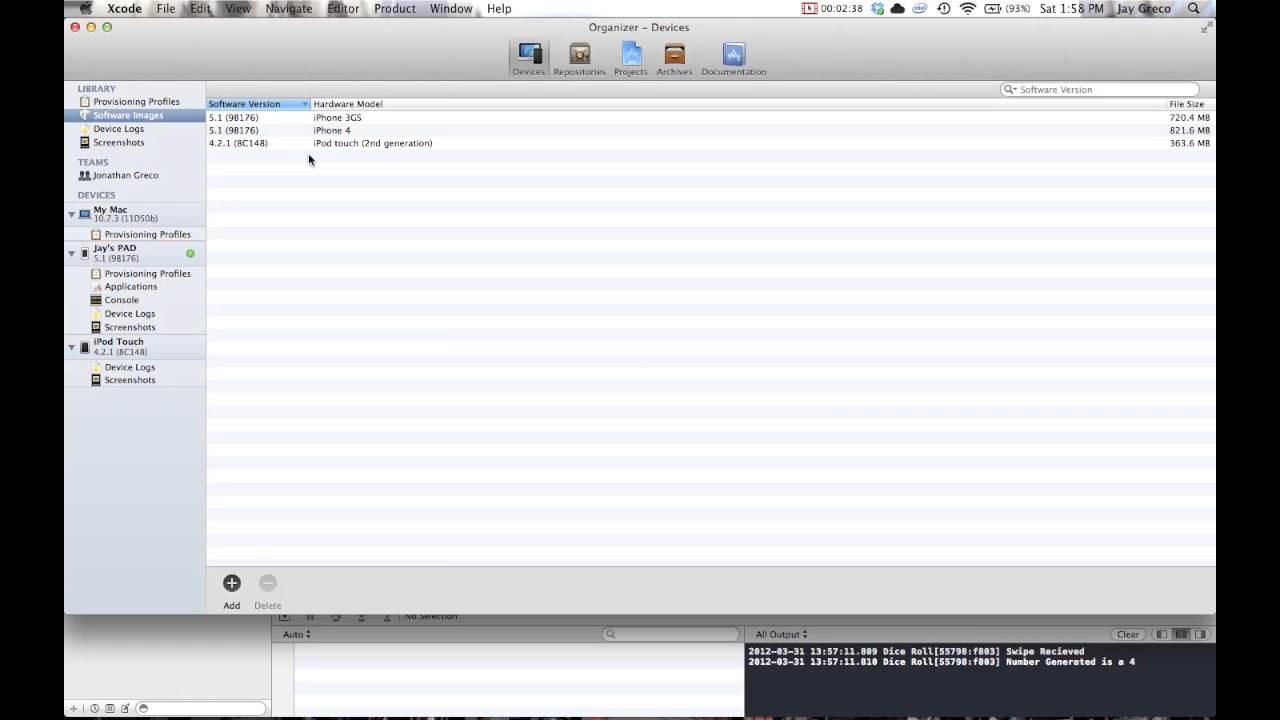 Xcode File Edit View Navigate Editor Product Window Help 00:02:38 intel (93%) Sat 1:58 PM Jay Greco
Organizer – Devices
Devices Repositories Projects Archives Documentation
LIBRARY
Provisioning Profiles
Software Images
Device Logs
Screenshots
TEAMS
Jonathan Greco
DEVICES
My Mac
10.7.3 (11D50b)
Provisioning Profiles
Jay's PAD
5.1 (9B176)
Provisioning Profiles
Applications
Console
Device Logs
Screenshots
iPod Touch
4.2.1 (8C148)
Device Logs
Screenshots
Software Version
Software Version Hardware Model File Size
5.1 (9B176) iPhone 3GS 720.4 MB
5.1 (9B176) iPhone 4 821.6 MB
4.2.1 (8C148) iPod touch (2nd generation) 363.6 MB
Add Delete
No Selection
Auto All Output Clear
2012-03-31 13:57:11.809 Dice Roll[55798:f803] Swipe Recieved
2012-03-31 13:57:11.810 Dice Roll[55798:f803] Number Generated is a 4